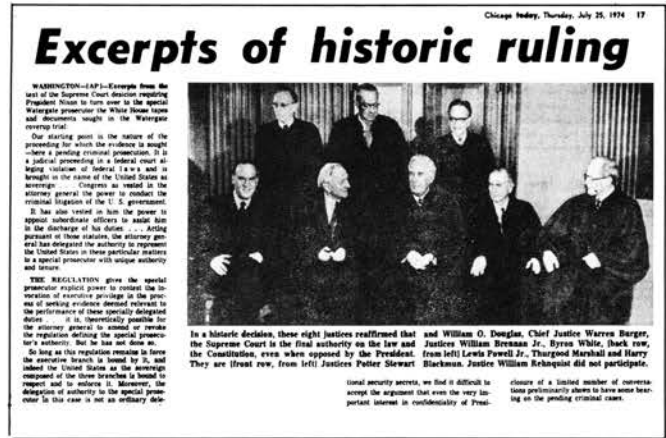 Chicago today, Thursday, July 25, 1974 17
Excerpts of historic ruling
WASHINGTON—(AP)—Excerpts from the
text of the Supreme Court desicion requiring
President Nixon to turn over to the special
Watergate prosecutor the White House tapes
and documents sought in the Watergate
coverup trial:
Our starting point is the nature of the
proceeding for which the evidence is sought
—here a pending criminal prosecution. It is
a judicial proceeding in a federal court al-
leging violation of federal laws and is
brought in the name of the United States as
sovereign . . . . Congress as vested in the
attorney general the power to conduct the
criminal litigation of the U. S. government.
It has also vested in him the power to
appoint subordinate officers to assist him
in the discharge of his duties . . . Acting
pursuant of those statutes, the attorney gen-
eral has delegated the authority to represent
the United States in these particular matters
to a special prosecutor with unique authority
and tenure.
THE REGULATION gives the special
prosecutor explicit power to contest the in-
vocation of executive privilege in the proc-
ess of seeking evidence deemed relevant to
the performance of these specially delegated
duties . . . it is, theoretically possible for
the attorney general to amend or revoke
the regulation defining the special prosecu-
tor's authority. But he has not done so.
So long as this regulation remains in force
the executive branch is bound by it, and
indeed the United States as the sovereign
composed of the three branches is bound to
respect and to enforce it. Moreover, the
delegation of authority to the special prose-
cutor in this case is not an ordinary dele-
In a historic decision, these eight justices reaffirmed that
the Supreme Court is the final authority on the law and
the Constitution, even when opposed by the President.
They are [front row, from left] Justices Potter Stewart
and William O. Douglas, Chief Justice Warren Burger,
Justices William Brennan Jr., Byron White, [back row,
from left] Lewis Powell Jr., Thurgood Marshall and Harry
Blackmun. Justice William Rehnquist did not participate.
tional security secrets, we find it difficult to
accept the argument that even the very im-
portant interest in confidentiality of Presi-
closure of a limited number of conversa-
tions preliminarily shown to have some bear-
ing on the pending criminal cases.